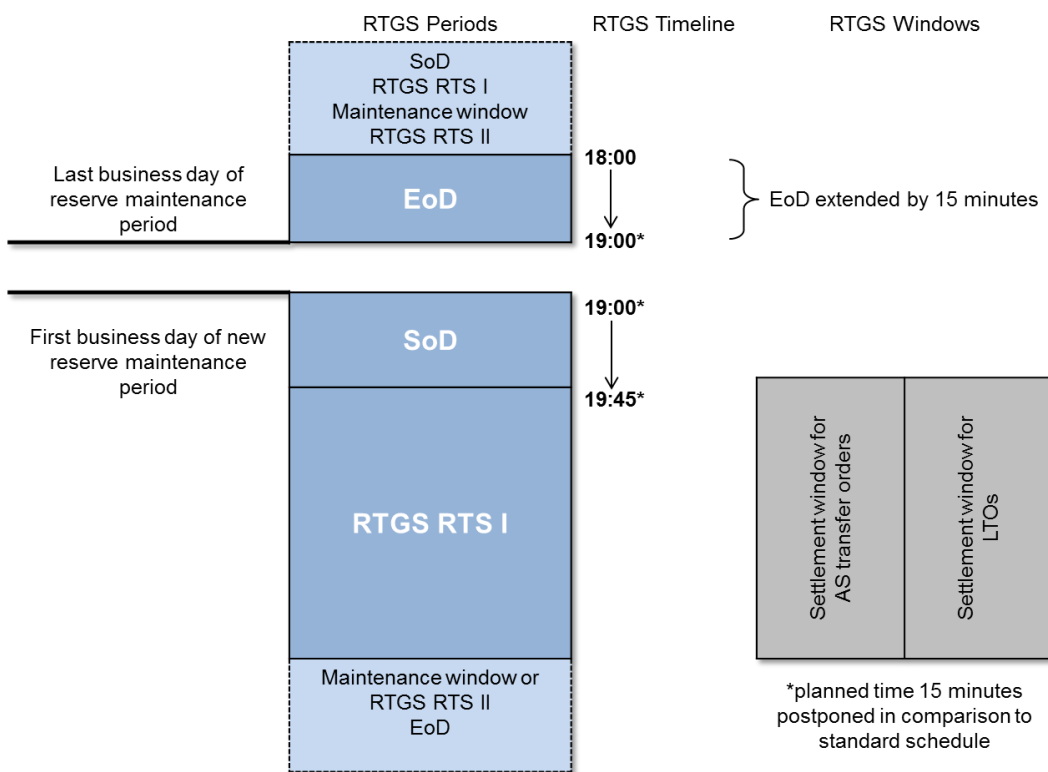 RTGS Periods
RTGS Timeline
RTGS Windows
SoD
RTGS RTS I
Maintenance window
RTGS RTS II
Last business day of
reserve maintenance
period
EoD
18:00
19:00*
EoD extended by 15 minutes
First business day of new
reserve maintenance
period
SoD
19:00*
19:45*
RTGS RTS I
Settlement window for
AS transfer orders
Settlement window for
LTOs
Maintenance window or
RTGS RTS II
EoD
*planned time 15 minutes
postponed in comparison to
standard schedule